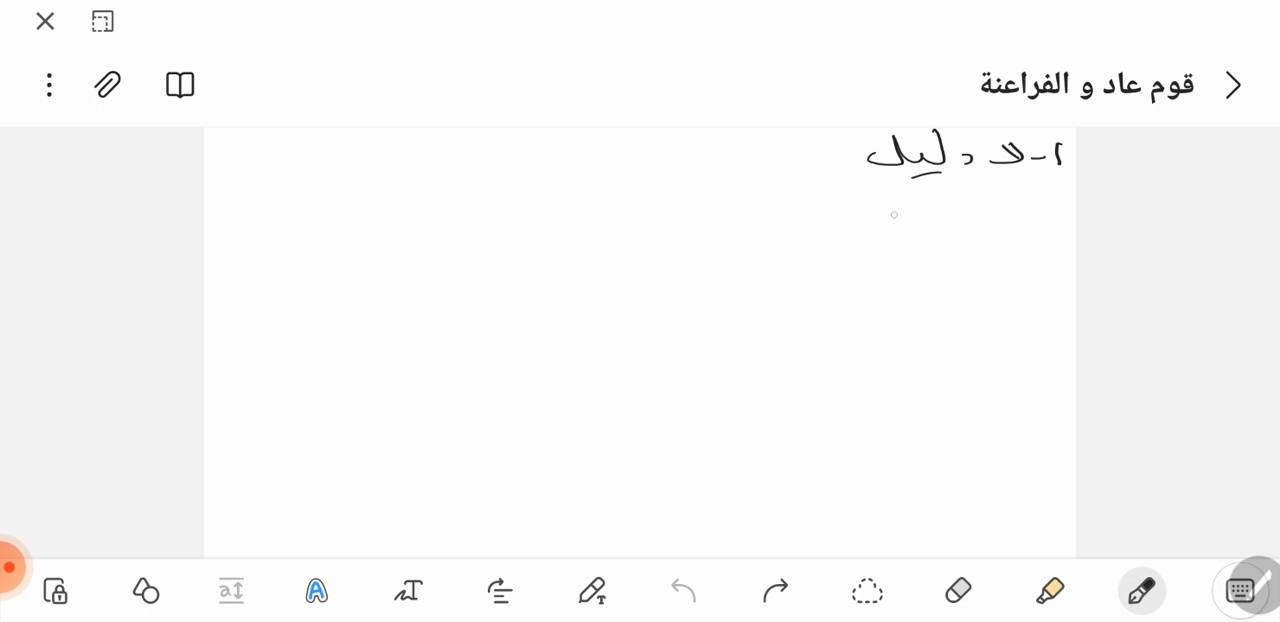 قوم عاد و الفراعنة
١- لا دليل